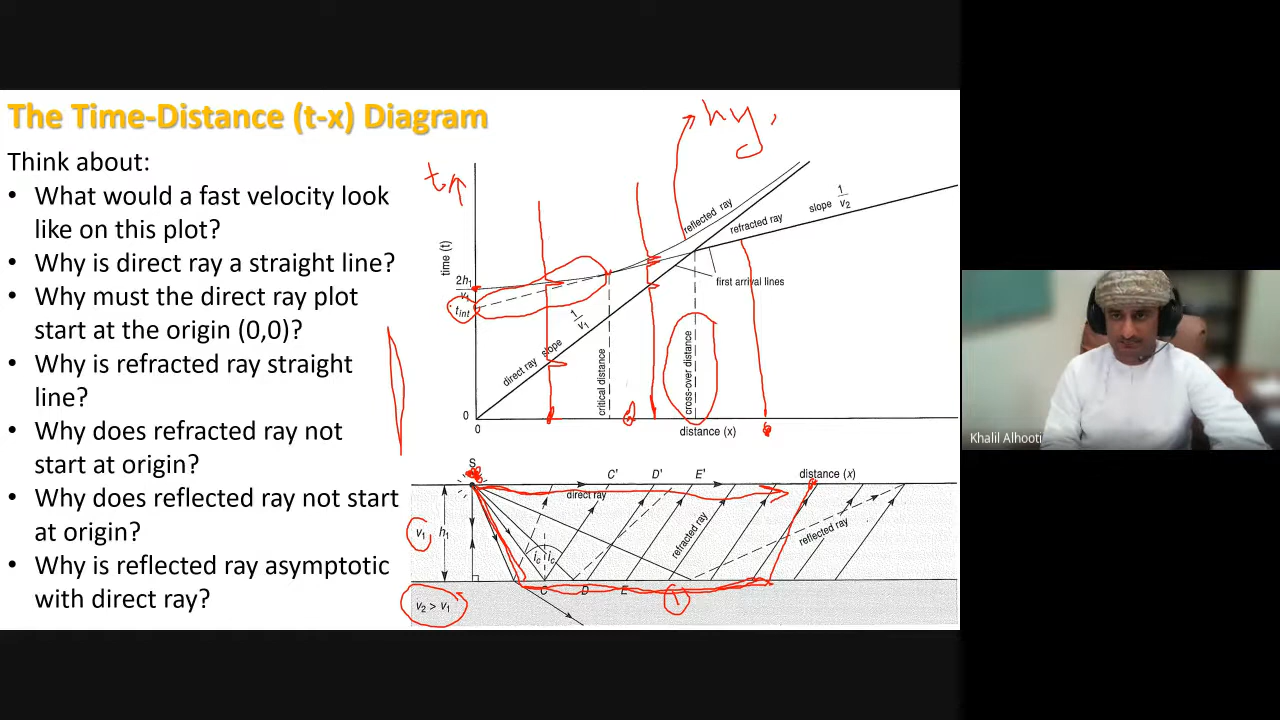 The Time-Distance (t-x) Diagram
Think about:
• What would a fast velocity look
like on this plot?
• Why is direct ray a straight line?
• Why must the direct ray plot
start at the origin (0,0)?
• Why is refracted ray straight
line?
• Why does refracted ray not
start at origin?
• Why does reflected ray not start
at origin?
• Why is reflected ray asymptotic
with direct ray?
hy,
t
time (t)
2h₁
v₁
t int
0
0
direct ray slope 1/v₁
critical distance
cross-over distance
reflected ray
refracted ray
slope 1/v₂
first arrival lines
distance (x)
S
C' D' E' distance (x)
direct ray
v₁ h₁
i c i c
refracted ray
reflected ray
C D E
1
v₂ > v₁
Khalil Alhooti